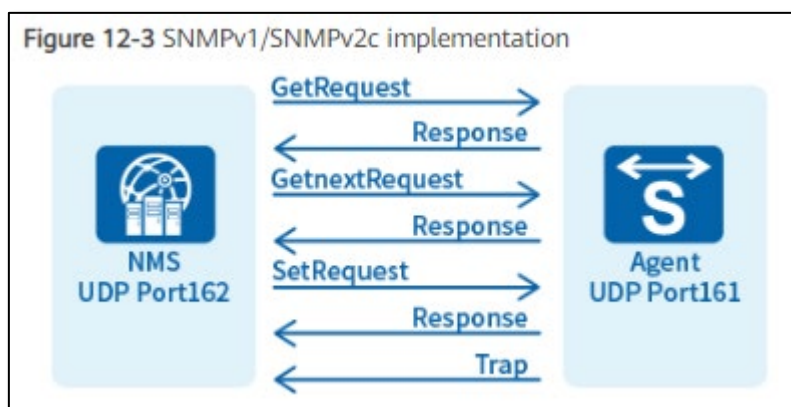 Figure 12-3 SNMPv1/SNMPv2c implementation
GetRequest
Response
GetnextRequest
Response
SetRequest
Response
Trap
NMS
UDP Port162
S
Agent
UDP Port161